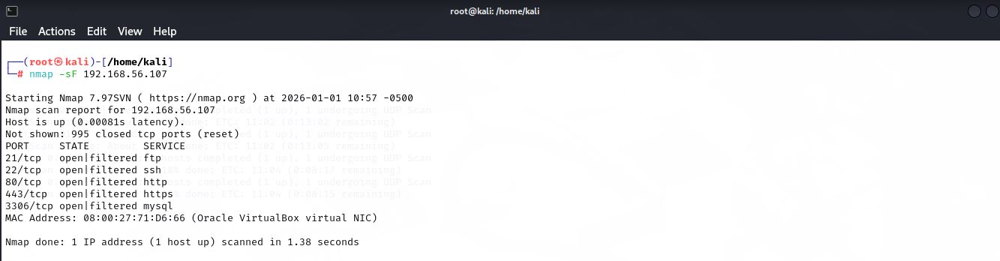 root@kali: /home/kali
File Actions Edit View Help
┌──(root㉿kali)-[/home/kali]
└─# nmap -sF 192.168.56.107
Starting Nmap 7.97SVN ( https://nmap.org ) at 2026-01-01 10:57 -0500
Nmap scan report for 192.168.56.107
Host is up (0.00081s latency).
Not shown: 995 closed tcp ports (reset)
PORT STATE SERVICE
21/tcp open|filtered ftp
22/tcp open|filtered ssh
80/tcp open|filtered http
443/tcp open|filtered https
3306/tcp open|filtered mysql
MAC Address: 08:00:27:71:D6:66 (Oracle VirtualBox virtual NIC)
Nmap done: 1 IP address (1 host up) scanned in 1.38 seconds